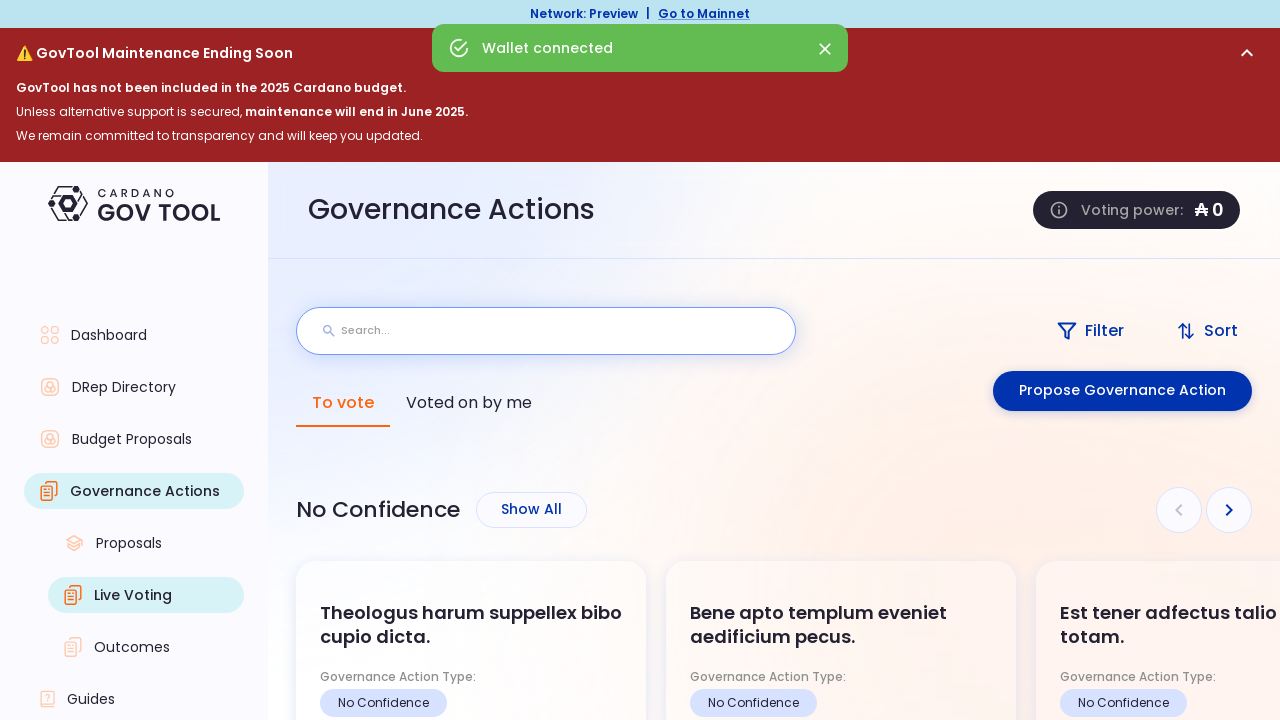 Network: Preview | Go to Mainnet
Wallet connected
⚠️ GovTool Maintenance Ending Soon
GovTool has not been included in the 2025 Cardano budget.
Unless alternative support is secured, maintenance will end in June 2025.
We remain committed to transparency and will keep you updated.
CARDANO
GOV TOOL
Governance Actions
Voting power: ₳ 0
Dashboard
DRep Directory
Budget Proposals
Governance Actions
Proposals
Live Voting
Outcomes
Guides
Search...
Filter
Sort
To vote
Voted on by me
Propose Governance Action
No Confidence
Show All
Theologus harum suppellex bibo
cupio dicta.
Governance Action Type:
No Confidence
Bene apto templum eveniet
aedificium pecus.
Governance Action Type:
No Confidence
Est tener adfectus talio
totam.
Governance Action Type:
No Confidence